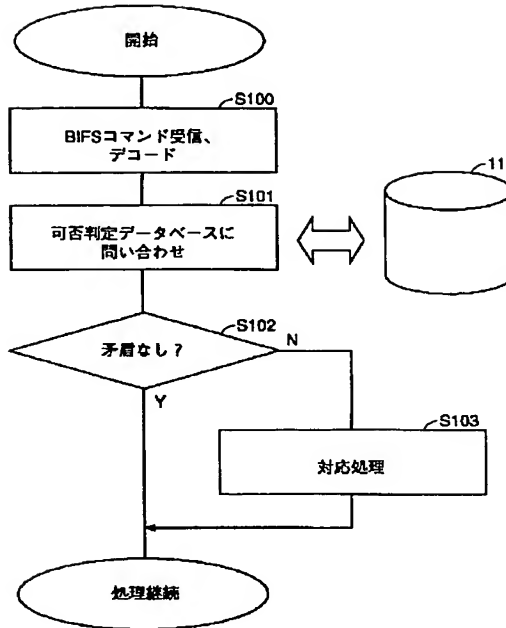 開始
S100
BIFSコマンド受信、
デコード
S101
11
可否判定データベースに
問い合わせ
S102
矛盾なし?
N
Y
S103
対応処理
処理継続